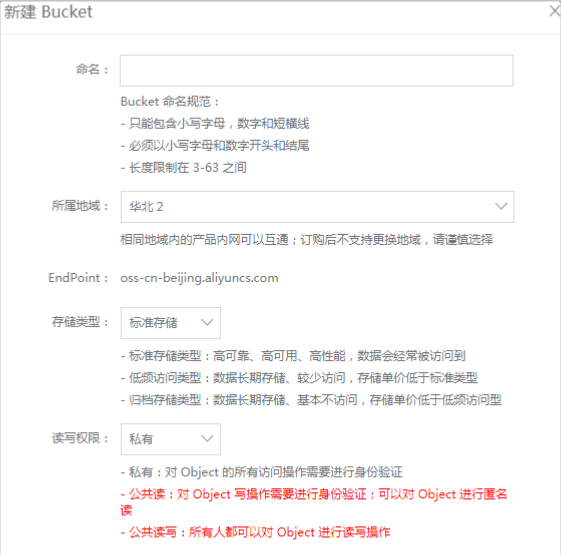 新建 Bucket
命名：
Bucket 命名规范：
- 只能包含小写字母，数字和短横线
- 必须以小写字母和数字开头和结尾
- 长度限制在 3-63 之间
所属地域： 华北 2
相同地域内的产品内网可以互通；订购后不支持更换地域，请谨慎选择
EndPoint： oss-cn-beijing.aliyuncs.com
存储类型： 标准存储
- 标准存储类型：高可靠、高可用、高性能，数据会经常被访问到
- 低频访问类型：数据长期存储、较少访问，存储单价低于标准类型
- 归档存储类型：数据长期存储、基本不访问，存储单价低于低频访问型
读写权限： 私有
- 私有：对 Object 的所有访问操作需要进行身份验证
- 公共读：对 Object 写操作需要进行身份验证；可以对 Object 进行匿名
读
- 公共读写：所有人都可以对 Object 进行读写操作